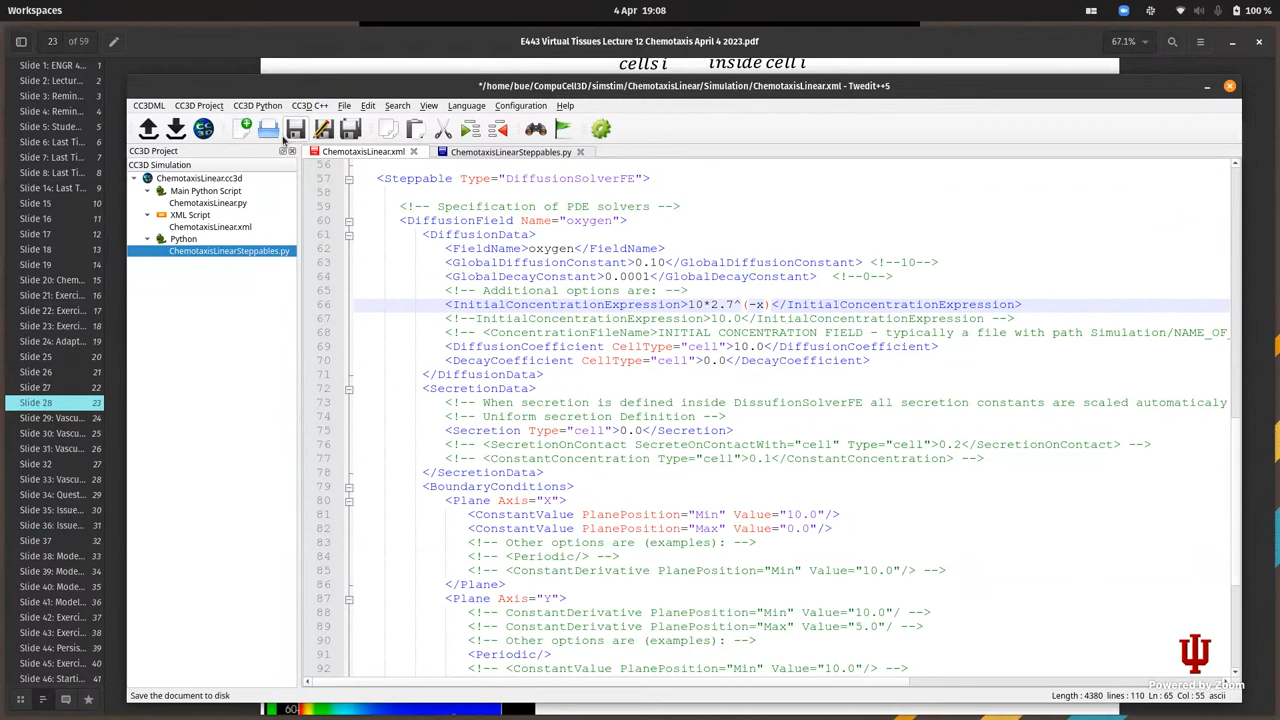 Workspaces
4 Apr 19:08
100 %
23 of 59
E443 Virtual Tissues Lecture 12 Chemotaxis April 4 2023.pdf
67.1%
cells i inside cell i
Slide 1: ENGR 4... 1
Slide 2: Lectur... 2
Slide 3: Remin... 3
Slide 4: Remin... 4
Slide 5: Stude... 5
Slide 6: Last Ti... 6
Slide 7: Last Ti... 7
Slide 8: Last Ti... 8
Slide 14: Last T... 14
Slide 15 15
Slide 16 16
Slide 17 17
Slide 18 18
Slide 19 19
Slide 20: Chem... 20
Slide 21: Exerci... 21
Slide 22: Exerci... 22
Slide 23: Exerci... 23
Slide 24: Adapt... 24
Slide 25 25
Slide 26 26
Slide 27 27
Slide 28 23
Slide 29: Vascu... 24
Slide 30: Vascu... 25
Slide 31: Vascu... 26
Slide 32 27
Slide 33: Vascu... 28
Slide 34: Quest... 29
Slide 35: Issue... 30
Slide 36: Issue... 31
Slide 37 32
Slide 38: Mode... 33
Slide 39: Mode... 34
Slide 40: Mode... 35
Slide 41: Model... 36
Slide 42: Exerci... 37
Slide 43: Exerci... 38
Slide 44: Persis... 39
Slide 45: Exerci... 40
Slide 46: Starti... 41
*/home/bue/CompuCell3D/simstim/ChemotaxisLinear/Simulation/ChemotaxisLinear.xml - Twedit++5
CC3DML CC3D Project CC3D Python CC3D C++ File Edit Search View Language Configuration Help
CC3D Project
CC3D Simulation
ChemotaxisLinear.cc3d
Main Python Script
ChemotaxisLinear.py
XML Script
ChemotaxisLinear.xml
Python
ChemotaxisLinearSteppables.py
ChemotaxisLinear.xml ChemotaxisLinearSteppables.py
56
57 <Steppable Type="DiffusionSolverFE">
58
59 <!-- Specification of PDE solvers -->
60 <DiffusionField Name="oxygen">
61 <DiffusionData>
62 <FieldName>oxygen</FieldName>
63 <GlobalDiffusionConstant>0.10</GlobalDiffusionConstant> <!--10-->
64 <GlobalDecayConstant>0.0001</GlobalDecayConstant> <!--0-->
65 <!-- Additional options are: -->
66 <InitialConcentrationExpression>10*2.7^(-x)</InitialConcentrationExpression>
67 <!--InitialConcentrationExpression>10.0</InitialConcentrationExpression -->
68 <!-- <ConcentrationFileName>INITIAL CONCENTRATION FIELD - typically a file with path Simulation/NAME_OF_
69 <DiffusionCoefficient CellType="cell">10.0</DiffusionCoefficient>
70 <DecayCoefficient CellType="cell">0.0</DecayCoefficient>
71 </DiffusionData>
72 <SecretionData>
73 <!-- When secretion is defined inside DissufionSolverFE all secretion constants are scaled automaticaly
74 <!-- Uniform secretion Definition -->
75 <Secretion Type="cell">0.0</Secretion>
76 <!-- <SecretionOnContact SecreteOnContactWith="cell" Type="cell">0.2</SecretionOnContact> -->
77 <!-- <ConstantConcentration Type="cell">0.1</ConstantConcentration> -->
78 </SecretionData>
79 <BoundaryConditions>
80 <Plane Axis="X">
81 <ConstantValue PlanePosition="Min" Value="10.0"/>
82 <ConstantValue PlanePosition="Max" Value="0.0"/>
83 <!-- Other options are (examples): -->
84 <!-- <Periodic/> -->
85 <!-- <ConstantDerivative PlanePosition="Min" Value="10.0"/> -->
86 </Plane>
87 <Plane Axis="Y">
88 <!-- ConstantDerivative PlanePosition="Min" Value="10.0"/ -->
89 <!-- ConstantDerivative PlanePosition="Max" Value="5.0"/ -->
90 <!-- Other options are (examples): -->
91 <Periodic/>
92 <!-- <ConstantValue PlanePosition="Min" Value="10.0"/> -->
Save the document to disk
Length : 4380 lines : 110 Ln : 65 Col : 55 ascii
Powered by Zoom
60